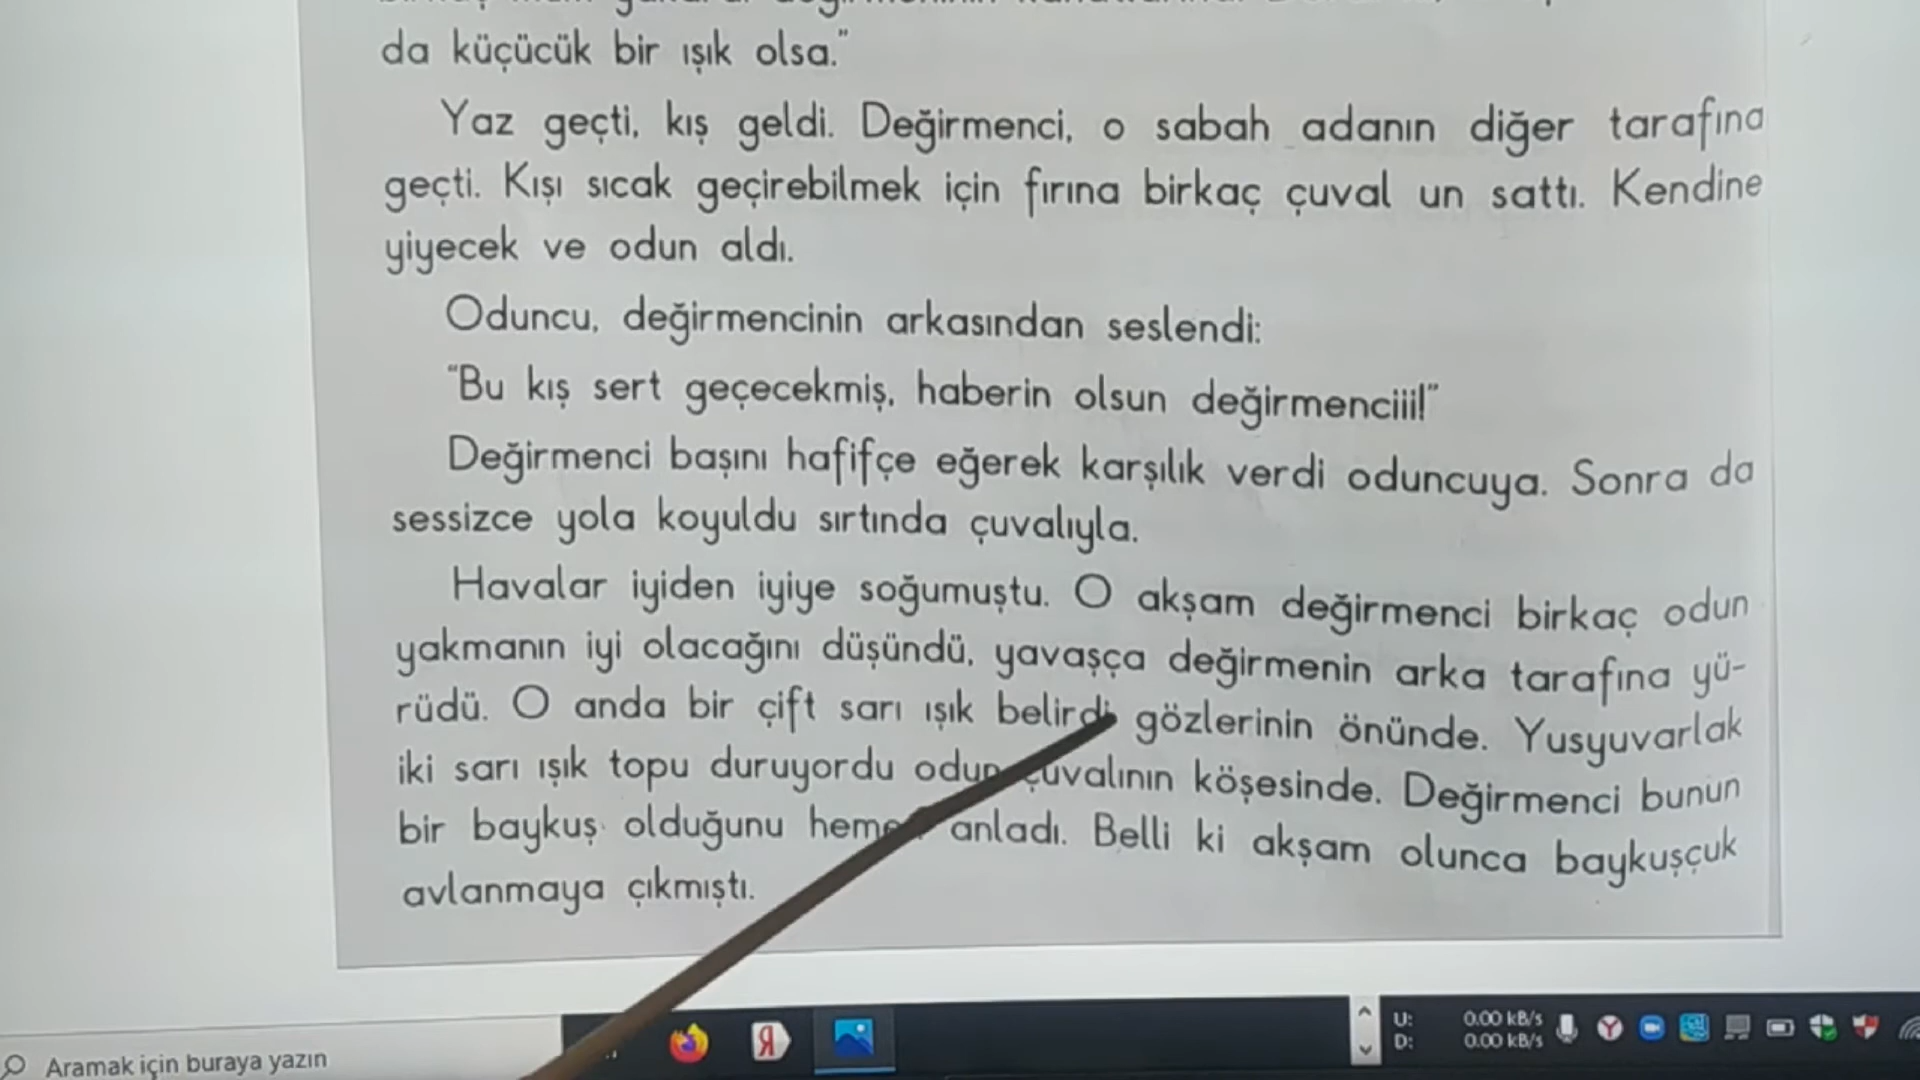 da küçücük bir ışık olsa."
Yaz geçti, kış geldi. Değirmenci, o sabah adanın diğer tarafına
geçti. Kışı sıcak geçirebilmek için fırına birkaç çuval un sattı. Kendine
yiyecek ve odun aldı.
Oduncu, değirmencinin arkasından seslendi:
"Bu kış sert geçecekmiş, haberin olsun değirmenciii!"
Değirmenci başını hafifçe eğerek karşılık verdi oduncuya. Sonra da
sessizce yola koyuldu sırtında çuvalıyla.
Havalar iyiden iyiye soğumuştu. O akşam değirmenci birkaç odun
yakmanın iyi olacağını düşündü, yavaşça değirmenin arka tarafına yü-
rüdü. O anda bir çift sarı ışık belirdi gözlerinin önünde. Yusyuvarlak
iki sarı ışık topu duruyordu odun çuvalının köşesinde. Değirmenci bunun
bir baykuş olduğunu hemen anladı. Belli ki akşam olunca baykuşçuk
avlanmaya çıkmıştı.
Aramak için buraya yazın
U: 0.00 kB/s
D: 0.00 kB/s